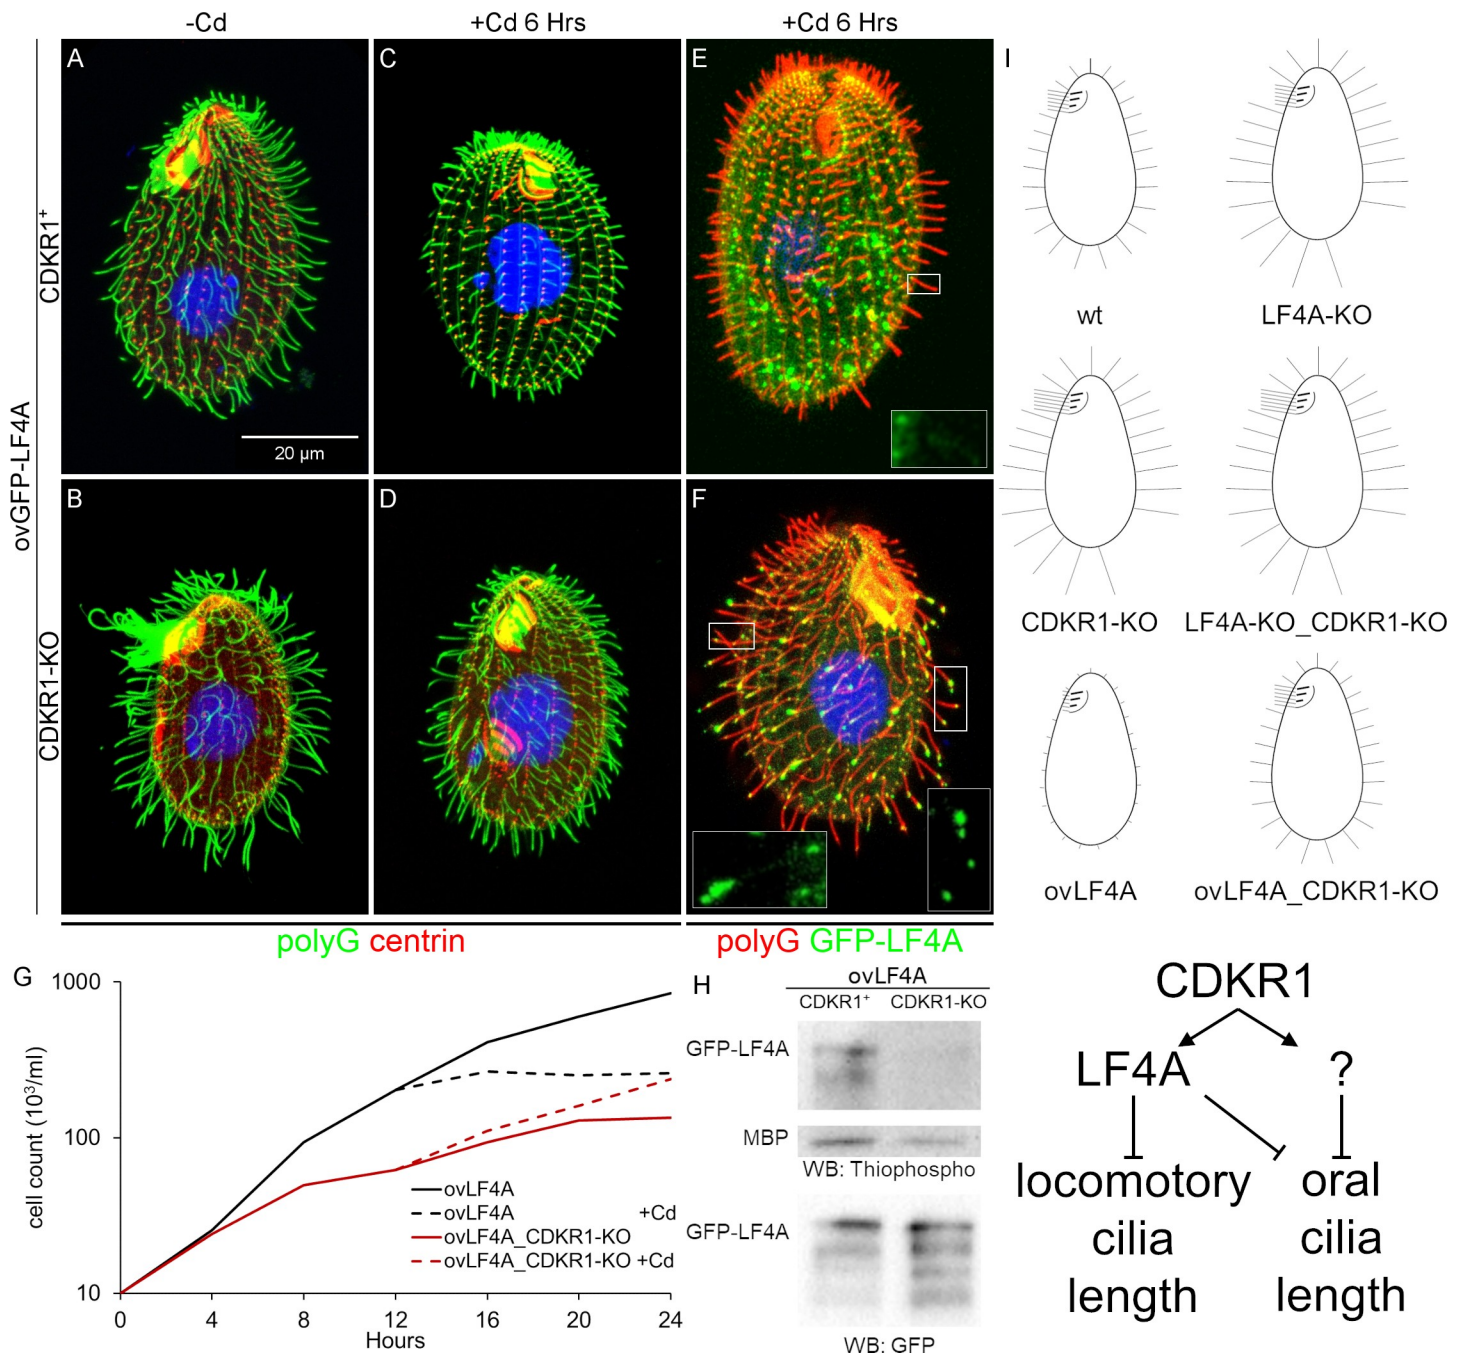 -Cd +Cd 6 Hrs +Cd 6 Hrs
A C E I
CDKR1⁺
ovGFP-LF4A
20 µm
wt LF4A-KO
B D F
CDKR1-KO
CDKR1-KO LF4A-KO_CDKR1-KO
ovLF4A ovLF4A_CDKR1-KO
polyG centrin polyG GFP-LF4A
G
1000
100
10
cell count (10³/ml)
ovLF4A
ovLF4A +Cd
ovLF4A_CDKR1-KO
ovLF4A_CDKR1-KO +Cd
0 4 8 12 16 20 24
Hours
H
ovLF4A
CDKR1⁺ CDKR1-KO
GFP-LF4A
MBP
WB: Thiophospho
GFP-LF4A
WB: GFP
CDKR1
LF4A ?
locomotory oral
cilia cilia
length length